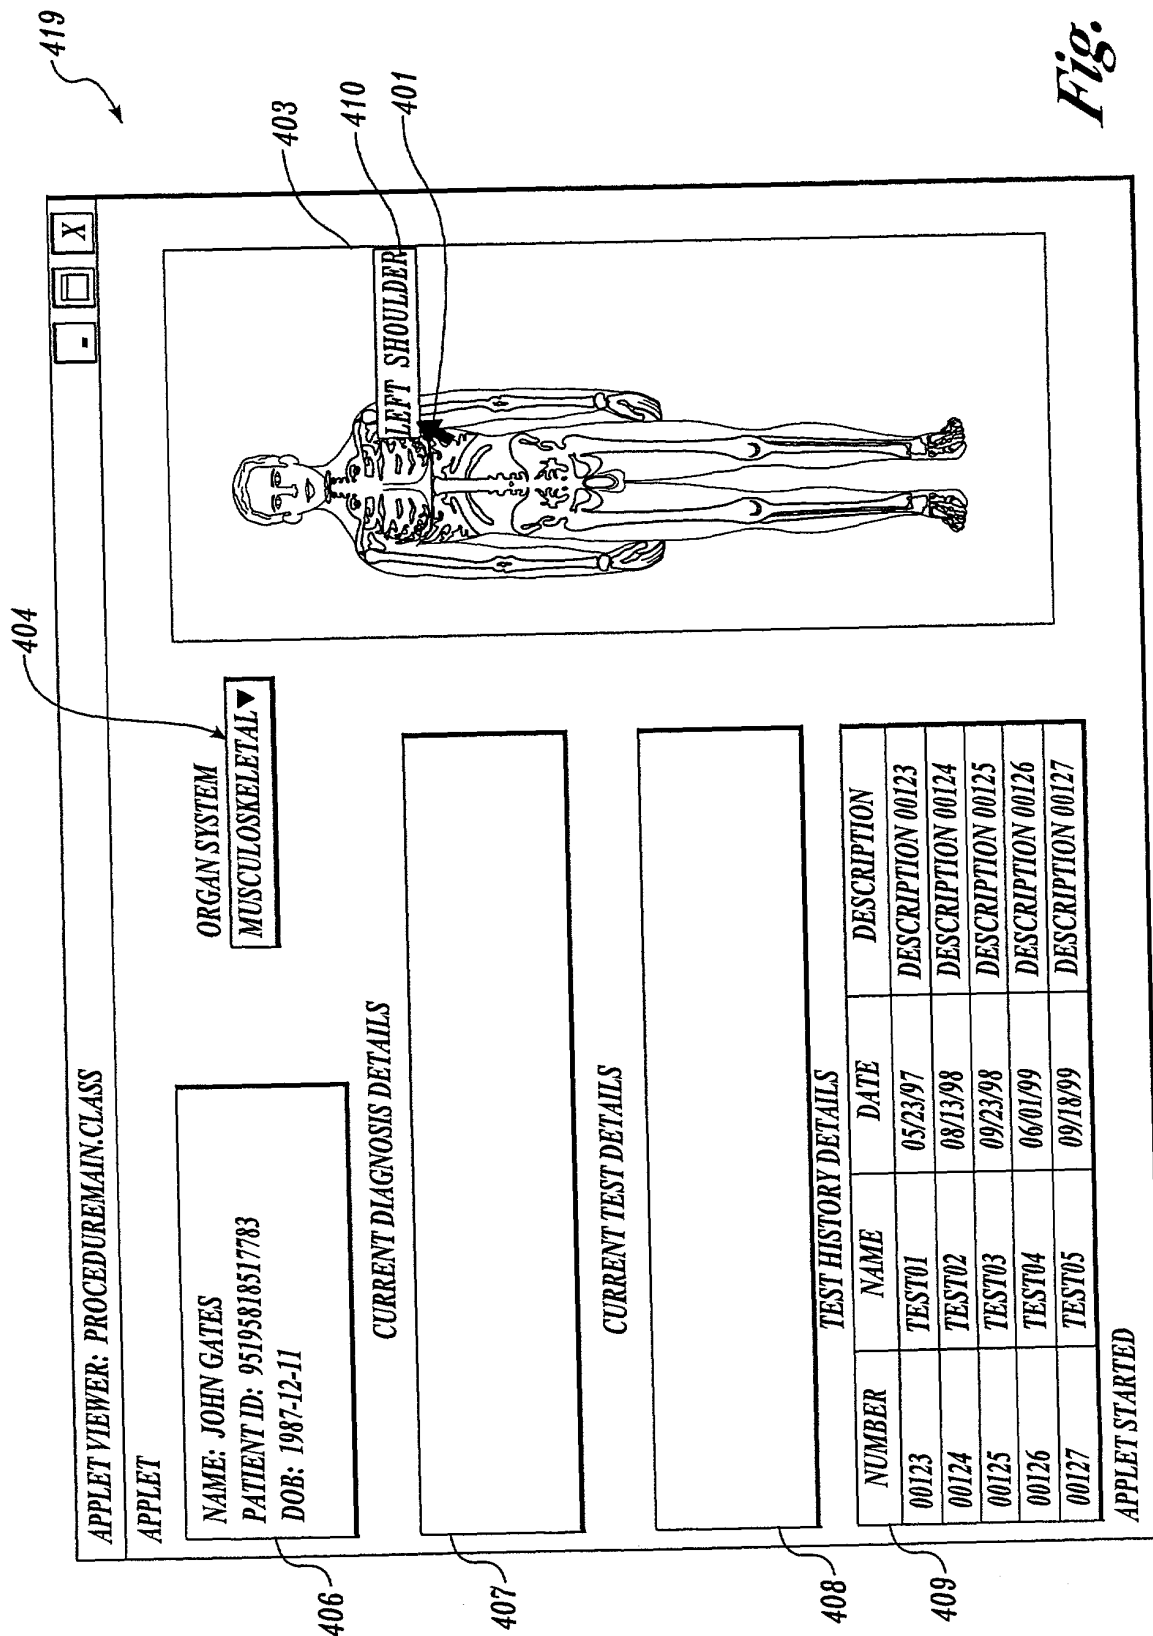 419
APPLET VIEWER: PROCEDUREMAIN.CLASS
- X
APPLET
404
403
410
401
NAME: JOHN GATES
PATIENT ID: 9519581851 7783
DOB: 1987-12-11
406
ORGAN SYSTEM
MUSCULOSKELETAL
LEFT SHOULDER
CURRENT DIAGNOSIS DETAILS
407
CURRENT TEST DETAILS
408
TEST HISTORY DETAILS
NUMBER NAME DATE DESCRIPTION
00123 TEST01 05/23/97 DESCRIPTION 00123
00124 TEST02 08/13/98 DESCRIPTION 00124
00125 TEST03 09/23/98 DESCRIPTION 00125
00126 TEST04 06/01/99 DESCRIPTION 00126
00127 TEST05 09/18/99 DESCRIPTION 00127
409
APPLET STARTED
Fig.